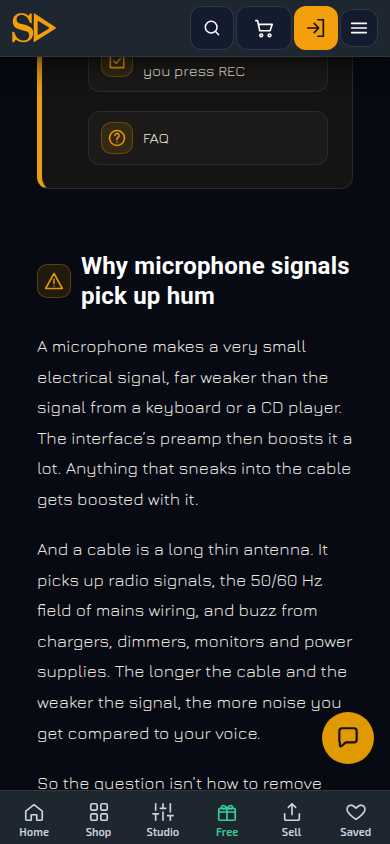 S
you press REC
FAQ
Why microphone signals
pick up hum
A microphone makes a very small
electrical signal, far weaker than the
signal from a keyboard or a CD player.
The interface's preamp then boosts it a
lot. Anything that sneaks into the cable
gets boosted with it.
And a cable is a long thin antenna. It
picks up radio signals, the 50/60 Hz
field of mains wiring, and buzz from
chargers, dimmers, monitors and power
supplies. The longer the cable and the
weaker the signal, the more noise you
get compared to your voice.
So the question isn't how to remove
Home Shop Studio Free Sell Saved